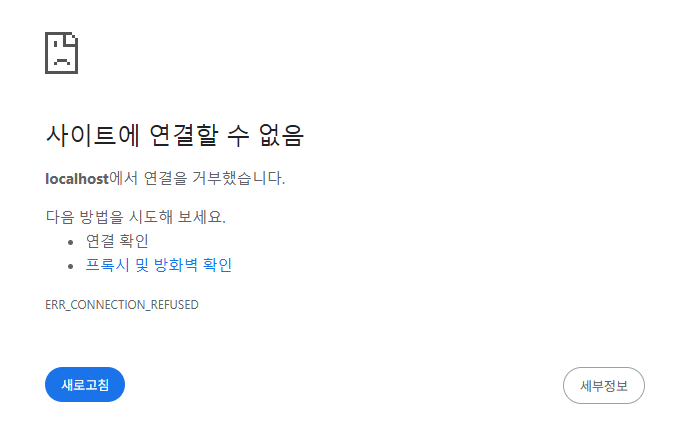 사이트에 연결할 수 없음
localhost에서 연결을 거부했습니다.
다음 방법을 시도해 보세요.
• 연결 확인
• 프록시 및 방화벽 확인
ERR_CONNECTION_REFUSED
새로고침
세부정보